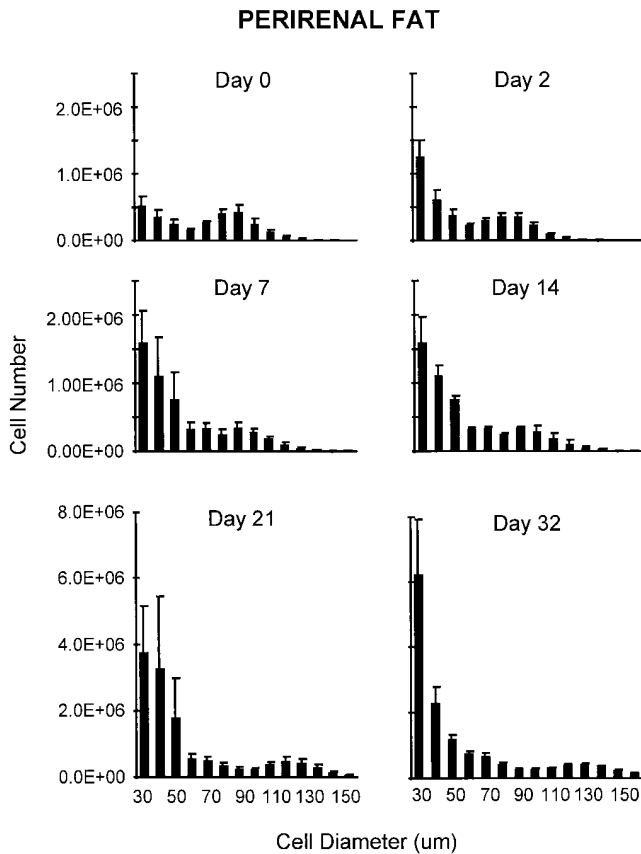 PERIRENAL FAT
Day 0
Day 2
2.0E+06
1.0E+06
0.0E+00
Day 7
Day 14
2.00E+06
1.00E+06
0.00E+00
Cell Number
Day 21
Day 32
8.0E+06
6.0E+06
4.0E+06
2.0E+06
0.0E+00
30 50 70 90 110 130 150
30 50 70 90 110 130 150
Cell Diameter (um)